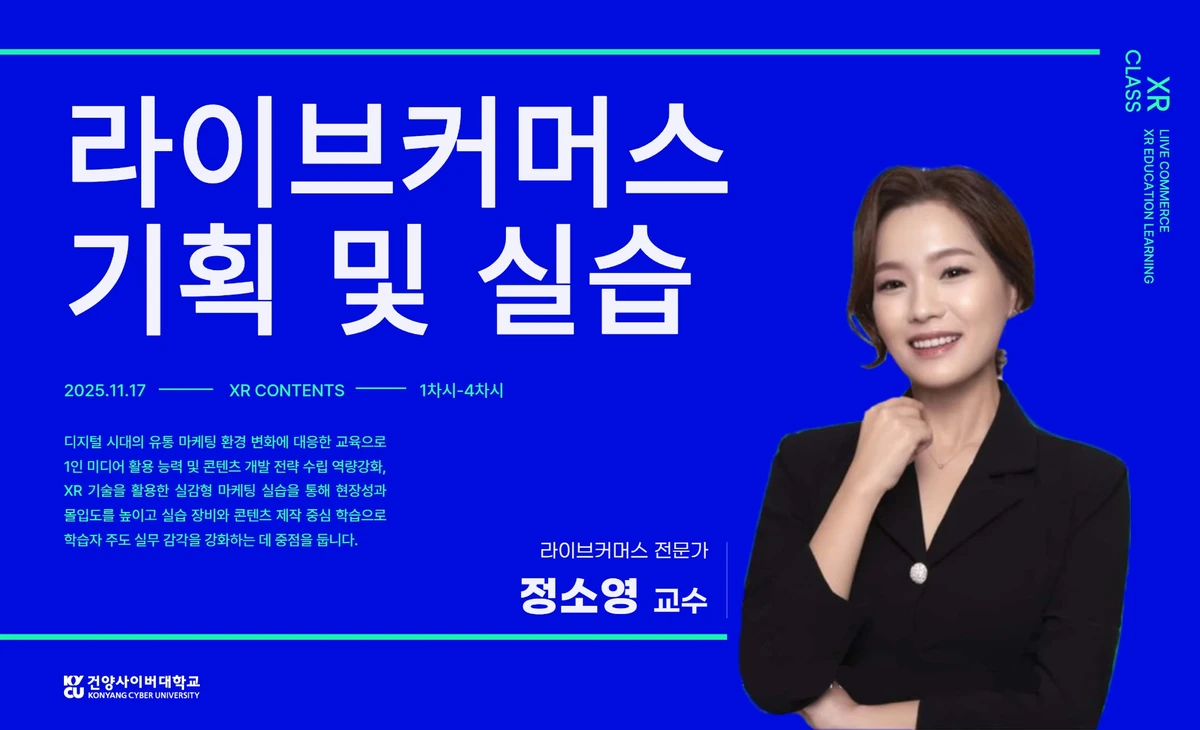 라이브커머스
기획 및 실습
2025.11.17
XR CONTENTS
1차시-4차시
디지털 시대의 유통 마케팅 환경 변화에 대응한 교육으로
1인 미디어 활용 능력 및 콘텐츠 개발 전략 수립 역량강화,
XR 기술을 활용한 실감형 마케팅 실습을 통해 현장성과
몰입도를 높이고 실습 장비와 콘텐츠 제작 중심 학습으로
학습자 주도 실무 감각을 강화하는 데 중점을 둡니다.
라이브커머스 전문가
정소영 교수
KY
CU
건양사이버대학교
KONYANG CYBER UNIVERSITY
XR
CLASS
LIIVE COMMERCE
XR EDUCATION LEARNING